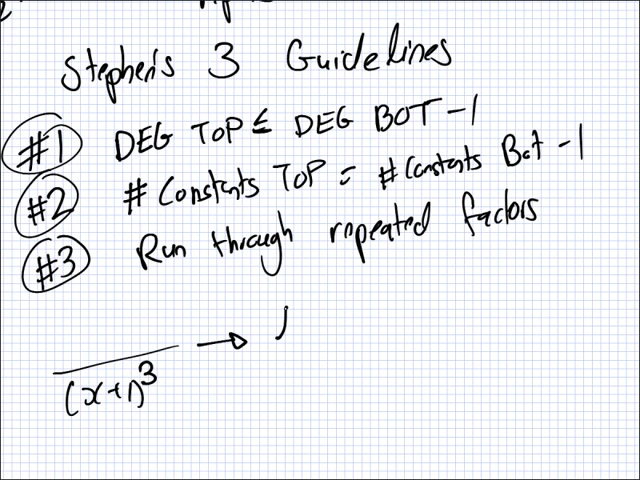 Stephen's 3 Guidelines
#1 DEG TOP ≤ DEG BOT -1
#2 # Constants TOP = # Constants Bot -1
#3 Run through repeated factors
(x+1)^3 →